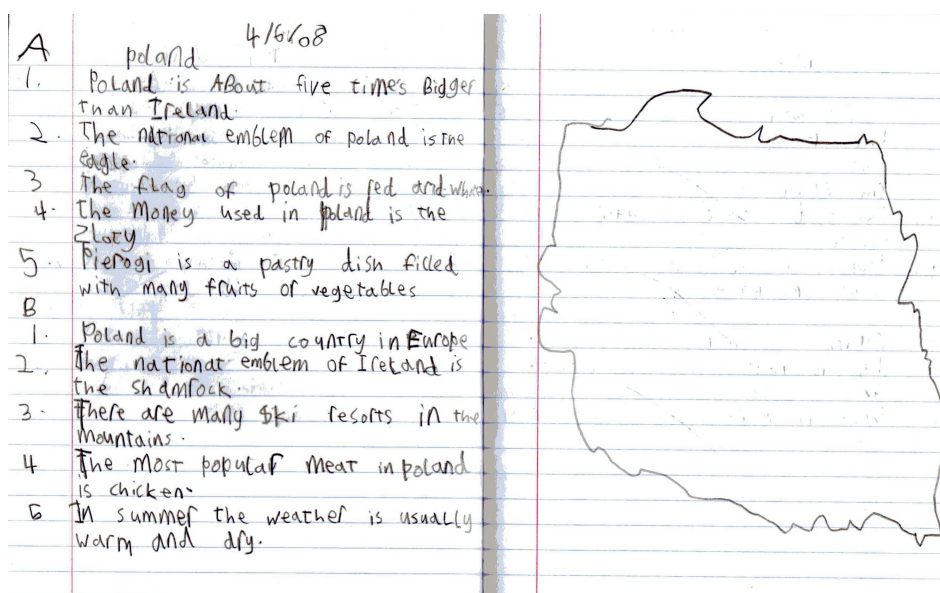 4/6/08
A poland
1. Poland is ABout five times Bigger
than Ireland.
2. The national emblem of poland is the
eagle.
3 The flag of poland is red and white.
4. The money used in poland is the
Zloty
5. Pierogi is a pastry dish filled
with many fruits or vegetables
B
1. Poland is a big country in Europe
2. The national emblem of Ireland is
the shamrock.
3. There are many ski resorts in the
mountains.
4 The most popular meat in poland
is chicken.
5 In summer the weather is usually
warm and dry.